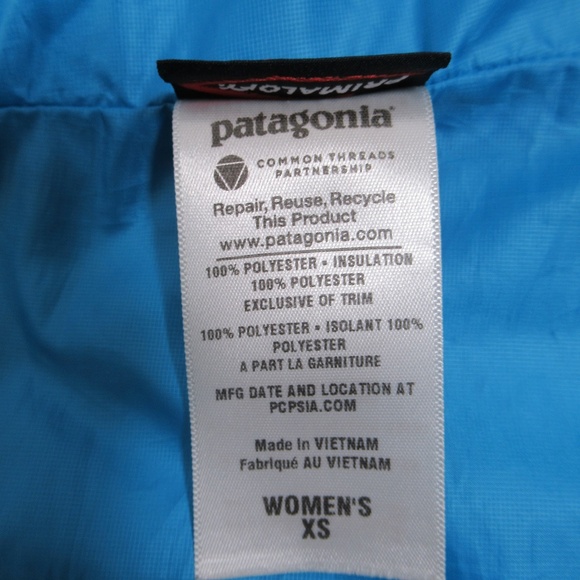 PRIMALOFT
patagonia®
COMMON THREADS
PARTNERSHIP
Repair, Reuse, Recycle
This Product
www.patagonia.com
100% POLYESTER • INSULATION
100% POLYESTER
EXCLUSIVE OF TRIM
100% POLYESTER • ISOLANT 100%
POLYESTER
A PART LA GARNITURE
MFG DATE AND LOCATION AT
PCPSIA.COM
Made in VIETNAM
Fabriqué AU VIETNAM
WOMEN'S
XS